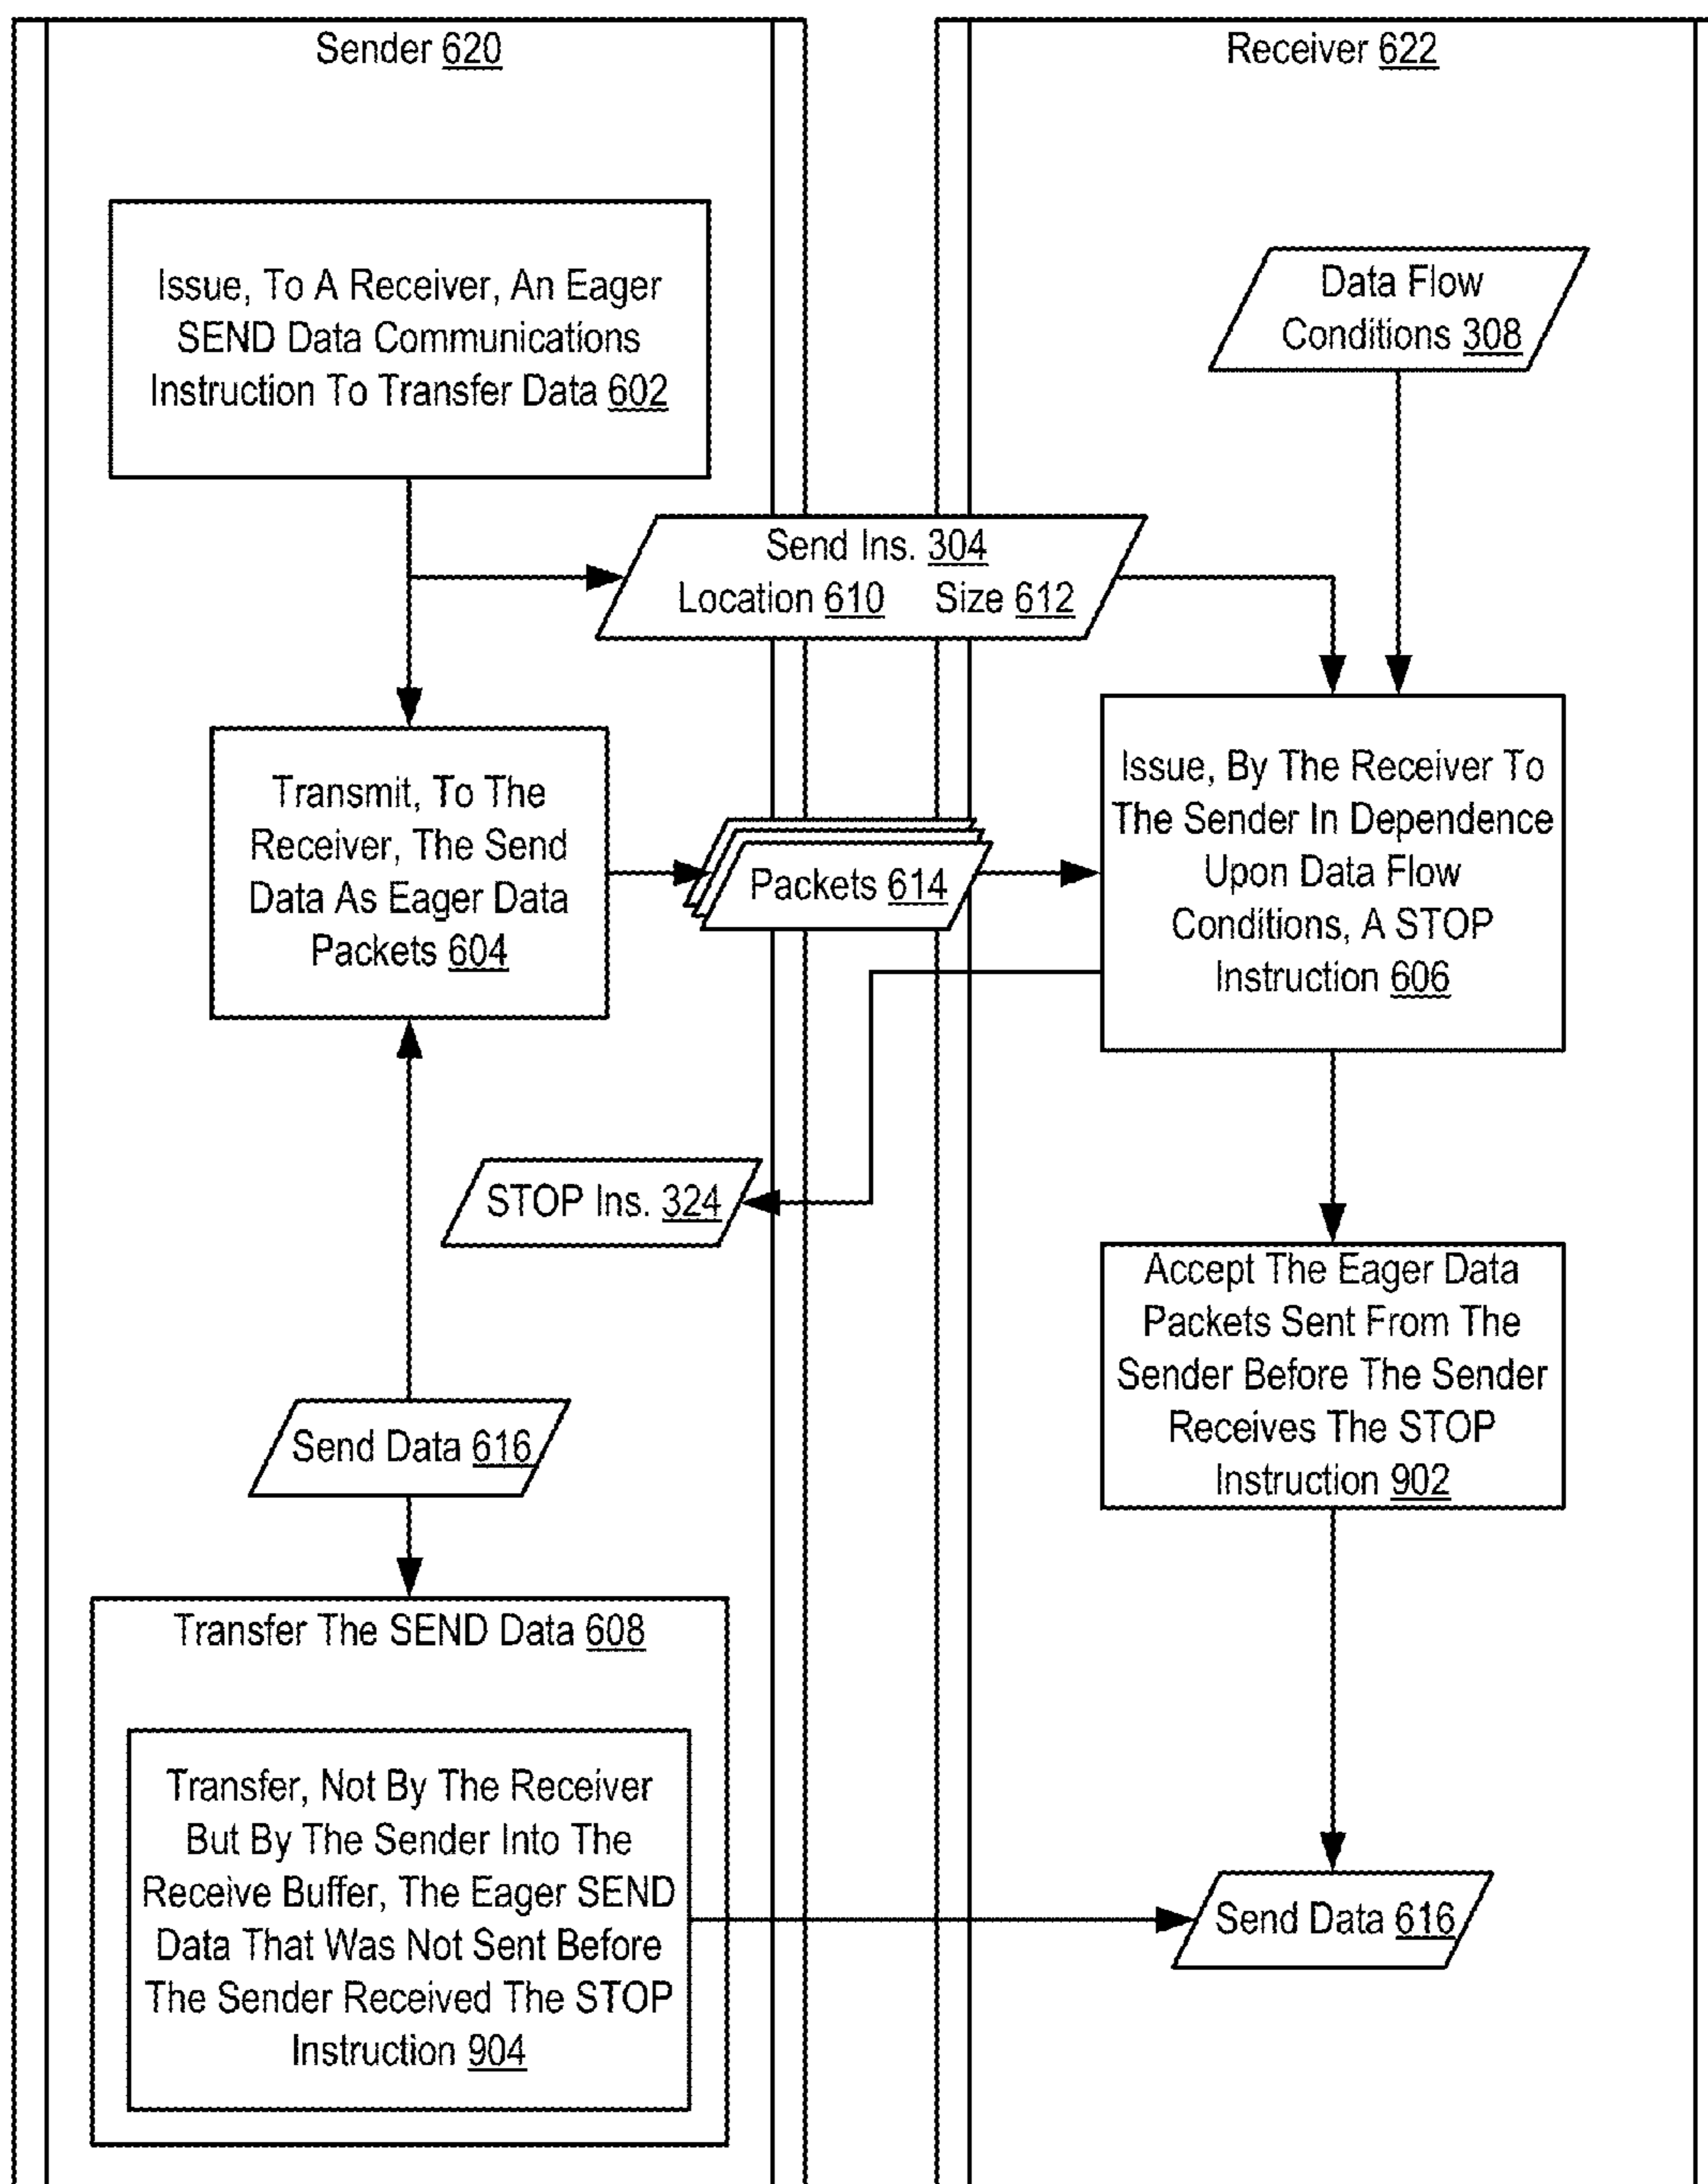 Sender 620
Receiver 622
Issue, To A Receiver, An Eager
SEND Data Communications
Instruction To Transfer Data 602
Data Flow
Conditions 308
Send Ins. 304
Location 610 Size 612
Transmit, To The
Receiver, The Send
Data As Eager Data
Packets 604
Packets 614
Issue, By The Receiver To
The Sender In Dependence
Upon Data Flow
Conditions, A STOP
Instruction 606
STOP Ins. 324
Accept The Eager Data
Packets Sent From The
Sender Before The Sender
Receives The STOP
Instruction 902
Send Data 616
Transfer The SEND Data 608
Transfer, Not By The Receiver
But By The Sender Into The
Receive Buffer, The Eager SEND
Data That Was Not Sent Before
The Sender Received The STOP
Instruction 904
Send Data 616